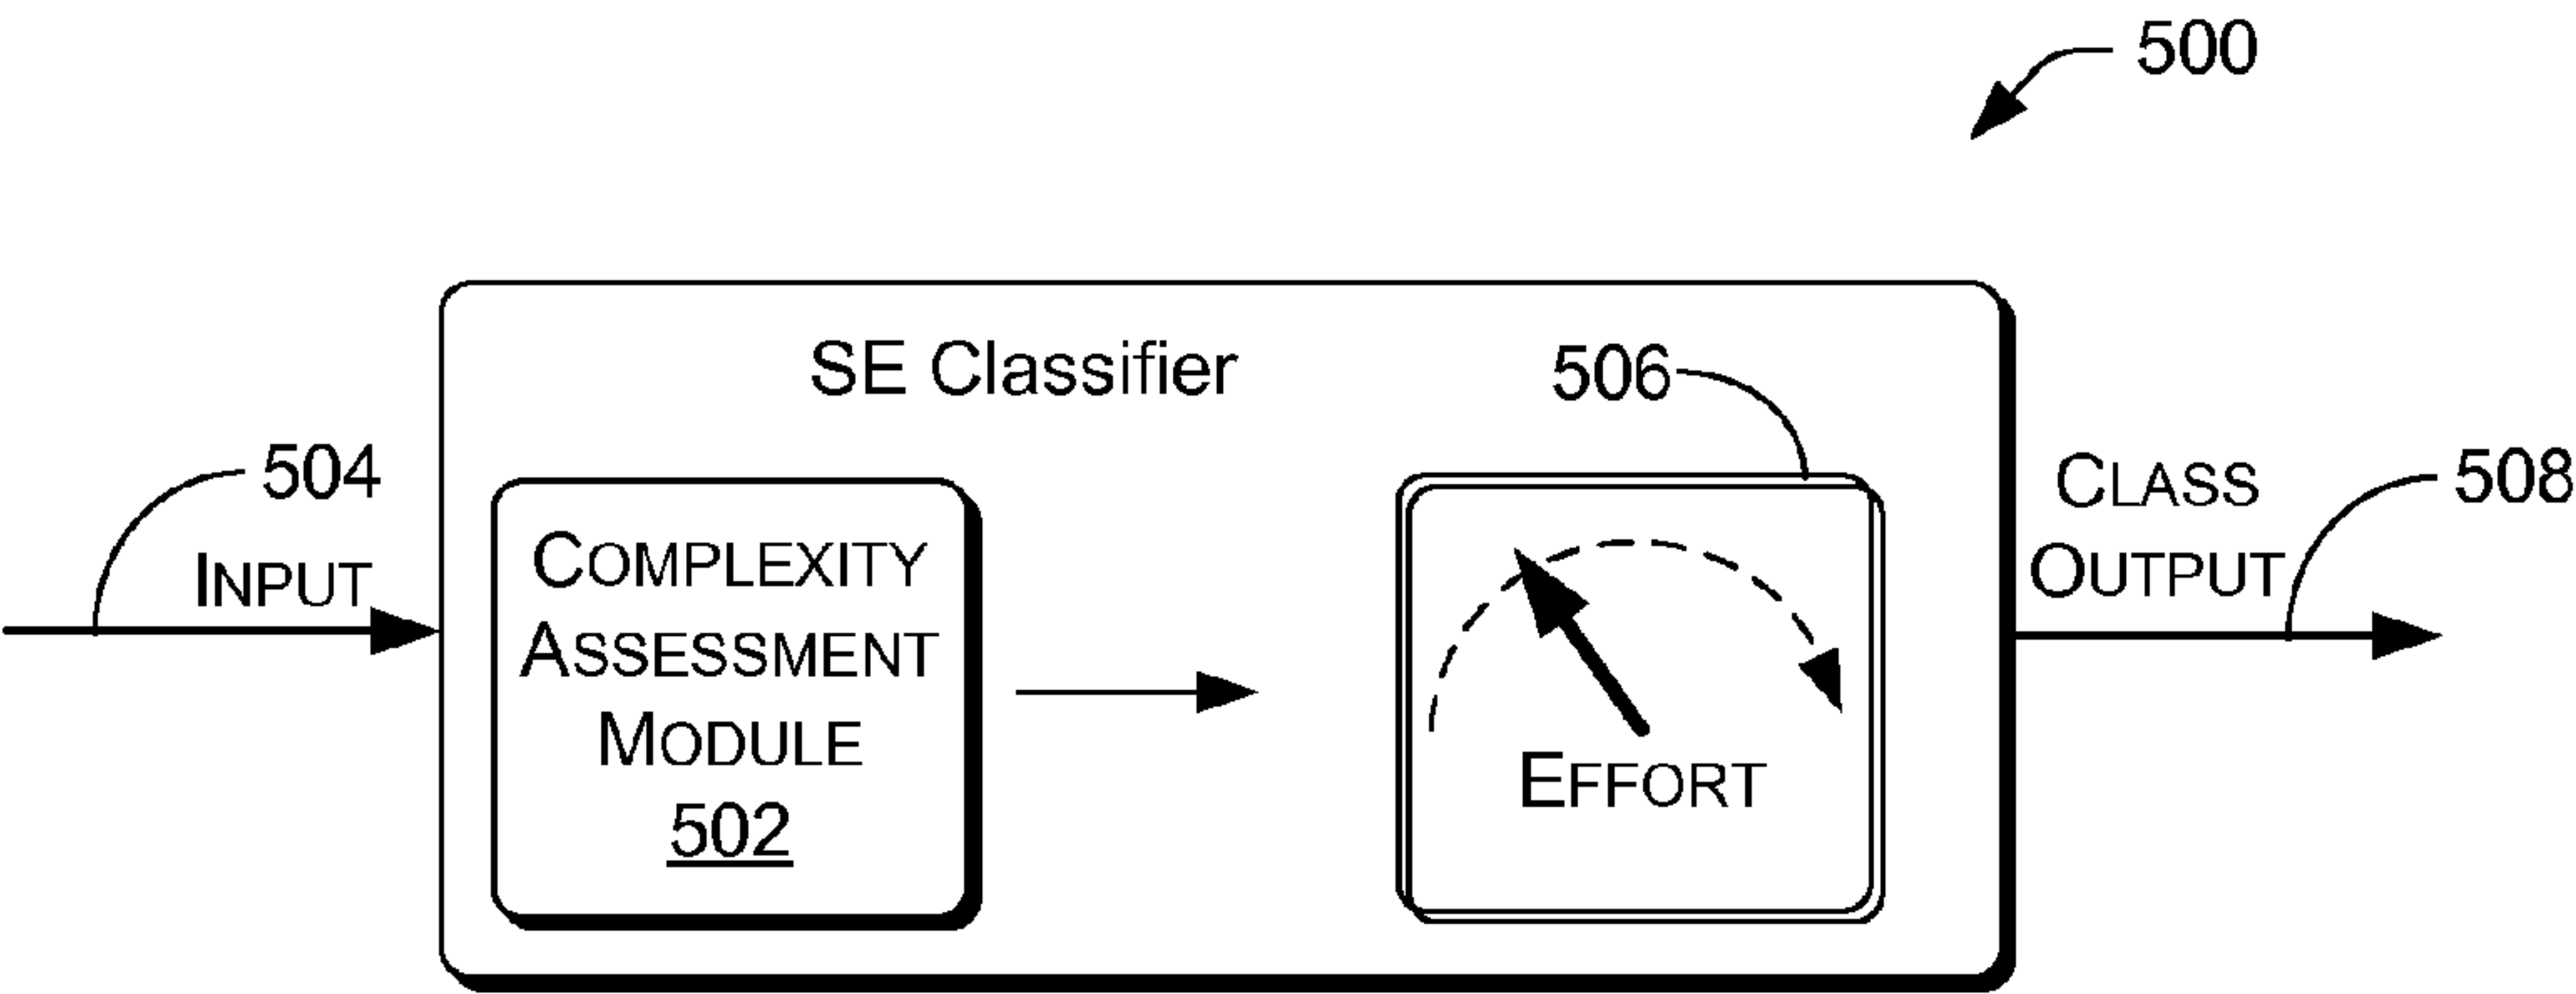 500
SE Classifier
506
504
INPUT
COMPLEXITY
ASSESSMENT
MODULE
502
EFFORT
CLASS
OUTPUT
508